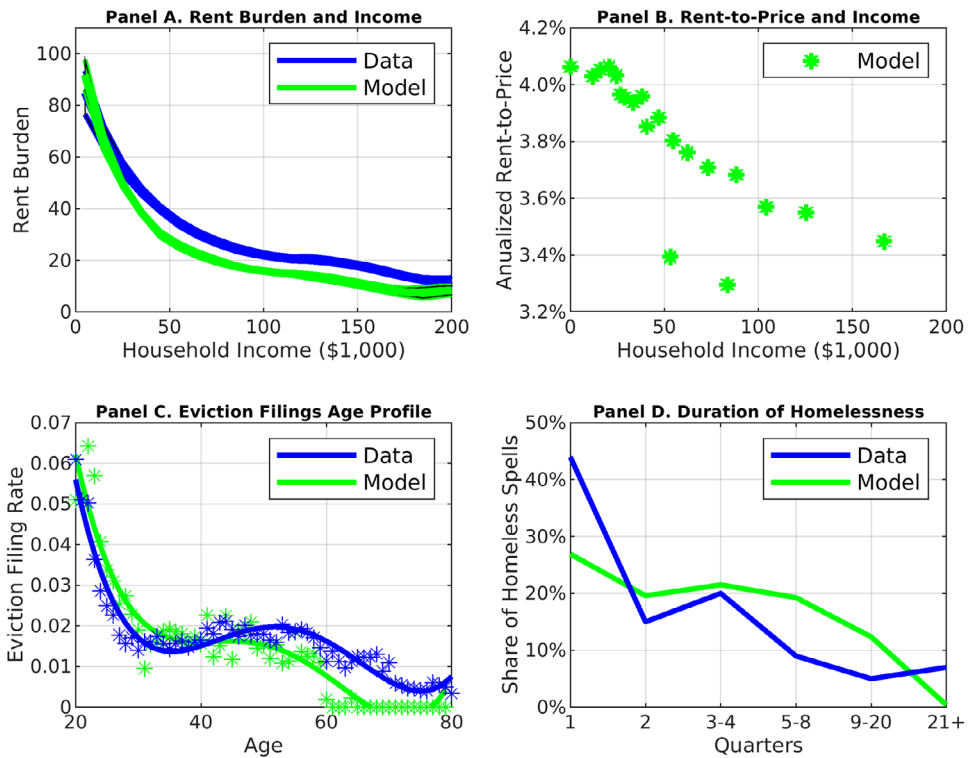 Panel A. Rent Burden and Income
100
80
60
40
20
0
Rent Burden
Data
Model
0
50
100
150
200
Household Income ($1,000)
Panel B. Rent-to-Price and Income
4.2%
4.0%
3.8%
3.6%
3.4%
3.2%
Anualized Rent-to-Price
Model
0
50
100
150
200
Household Income ($1,000)
Panel C. Eviction Filings Age Profile
0.07
0.06
0.05
0.04
0.03
0.02
0.01
0
Eviction Filing Rate
Data
Model
20
40
60
80
Age
Panel D. Duration of Homelessness
50%
40%
30%
20%
10%
0%
Share of Homeless Spells
Data
Model
1
2
3-4
5-8
9-20
21+
Quarters